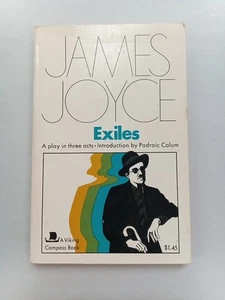 JAMES
JOYCE
Exiles
A play in three acts • Introduction by Padraic Colum
A Viking
Compass Book
$1.45